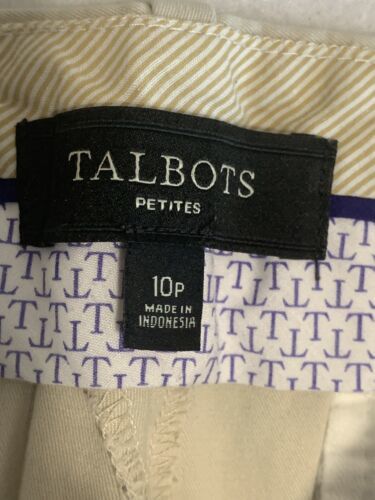 TALBOTS
PETITES
10P
MADE IN
INDONESIA